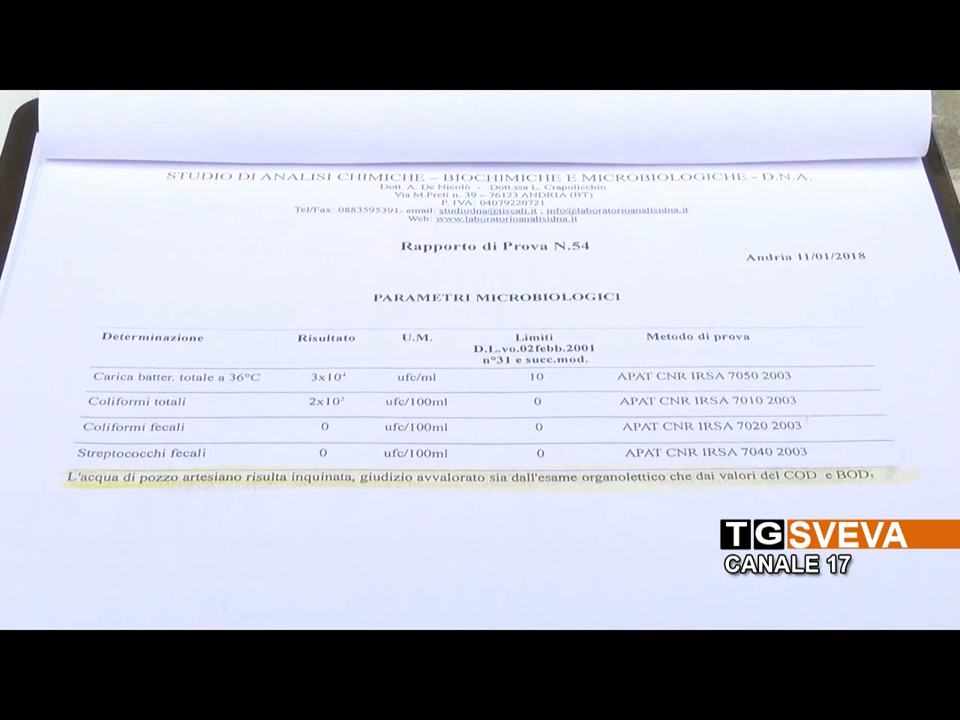 STUDIO DI ANALISI CHIMICHE – BIOCHIMICHE E MICROBIOLOGICHE - D.N.A.
Dott. A. De Nicolò - Dott.ssa L. Crapolicchio
Via M.Preti n. 39 – 76123 ANDRIA (BT)
P. IVA: 04079220721
Tel/Fax: 0883595391- email: studiodna@tiscali.it ; info@laboratorioanalisidna.it
Web: www.laboratorioanalisidna.it
Rapporto di Prova N.54
Andria 11/01/2018
PARAMETRI MICROBIOLOGICI
Determinazione Risultato U.M. Limiti D.L.vo.02febb.2001 n°31 e succ.mod. Metodo di prova
Carica batter. totale a 36°C 3x10⁴ ufc/ml 10 APAT CNR IRSA 7050 2003
Coliformi totali 2x10² ufc/100ml 0 APAT CNR IRSA 7010 2003
Coliformi fecali 0 ufc/100ml 0 APAT CNR IRSA 7020 2003
Streptococchi fecali 0 ufc/100ml 0 APAT CNR IRSA 7040 2003
L'acqua di pozzo artesiano risulta inquinata, giudizio avvalorato sia dall'esame organolettico che dai valori del COD e BOD₅
TGSVEVA
CANALE 17